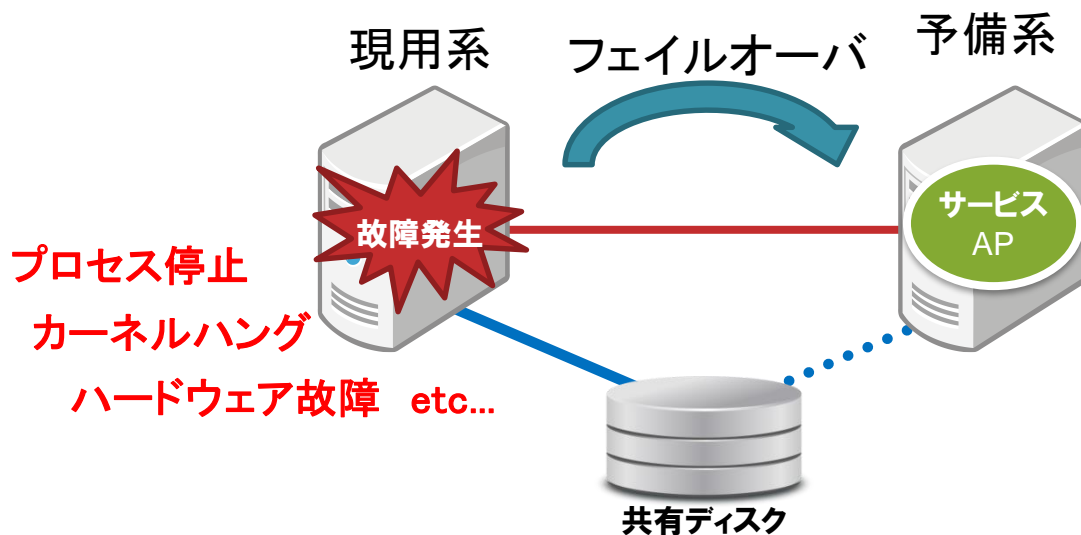 現用系
フェイルオーバ
予備系
故障発生
サービス
AP
プロセス停止
カーネルハング
ハードウェア故障 etc...
共有ディスク